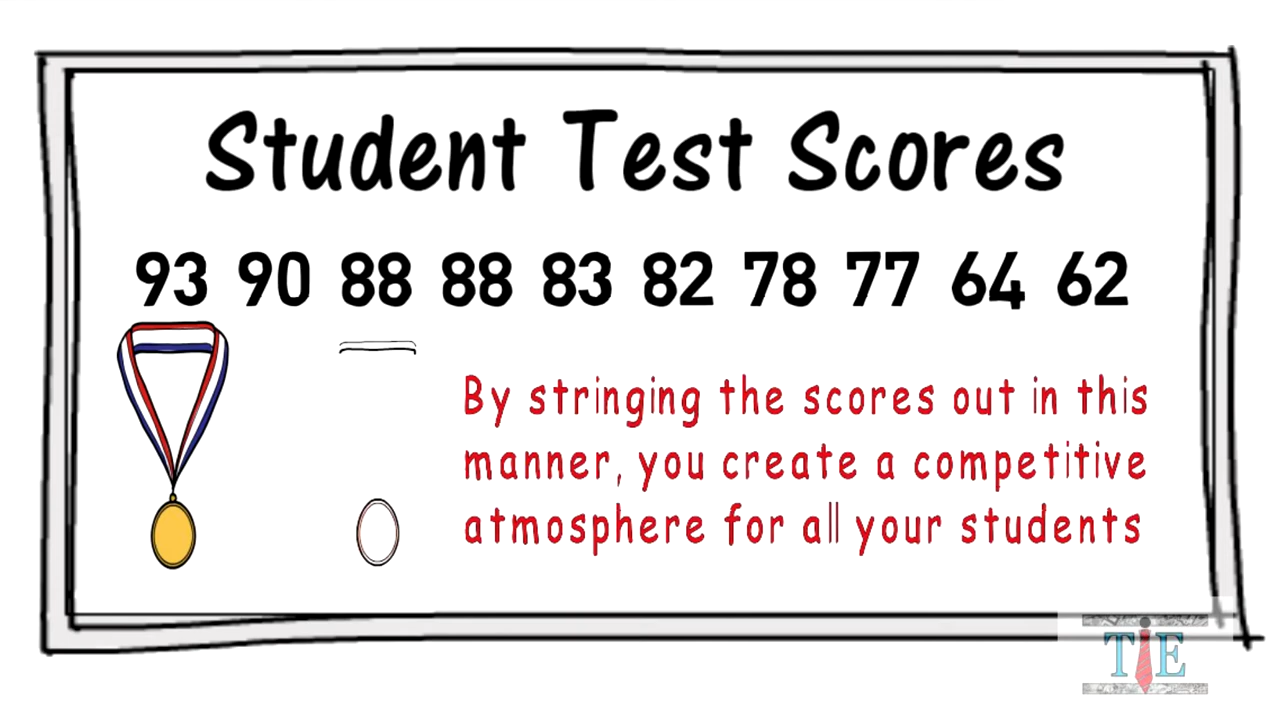 Student Test Scores
93 90 88 88 83 82 78 77 64 62
By stringing the scores out in this
manner, you create a competitive
atmosphere for all your students
TiE